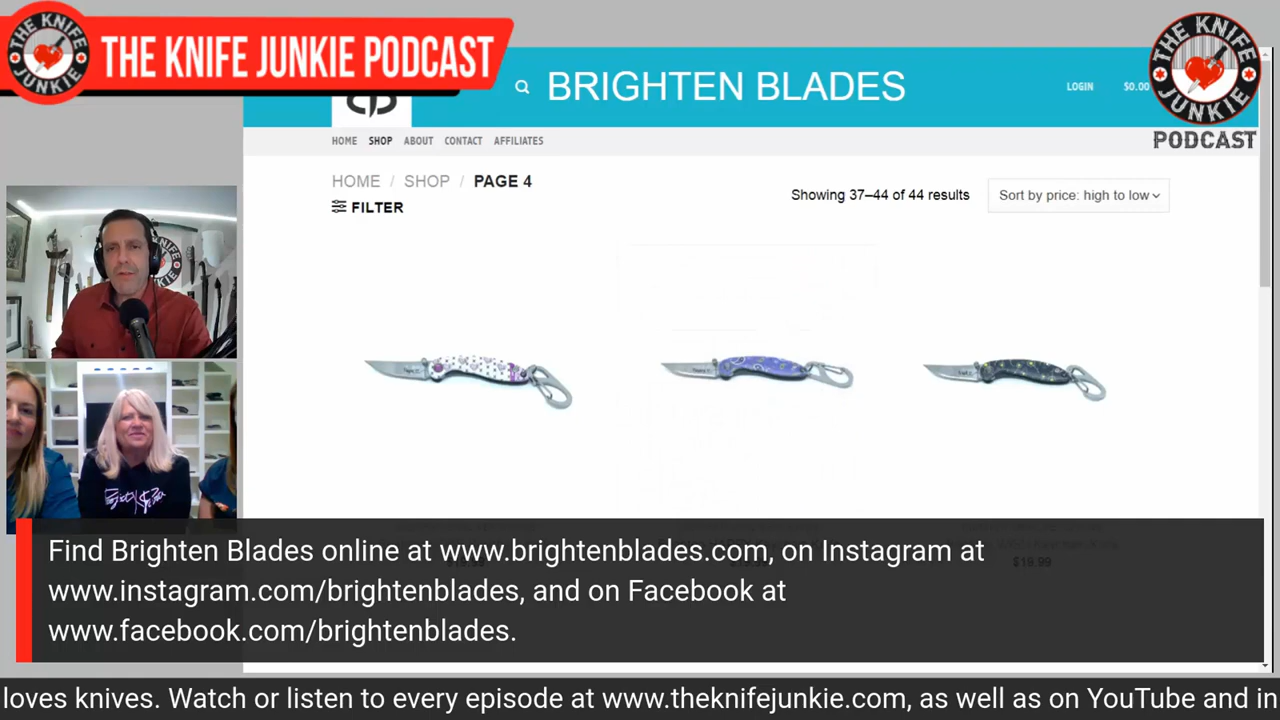 THE KNIFE JUNKIE
THE KNIFE JUNKIE PODCAST
BRIGHTEN BLADES
LOGIN
$0.00
THE KNIFE JUNKIE
PODCAST
HOME SHOP ABOUT CONTACT AFFILIATES
HOME / SHOP / PAGE 4
Showing 37–44 of 44 results
Sort by price: high to low
FILTER
KNIFE JUNKIE
$19.99
Find Brighten Blades online at www.brightenblades.com, on Instagram at
www.instagram.com/brightenblades, and on Facebook at
www.facebook.com/brightenblades.
loves knives. Watch or listen to every episode at www.theknifejunkie.com, as well as on YouTube and in